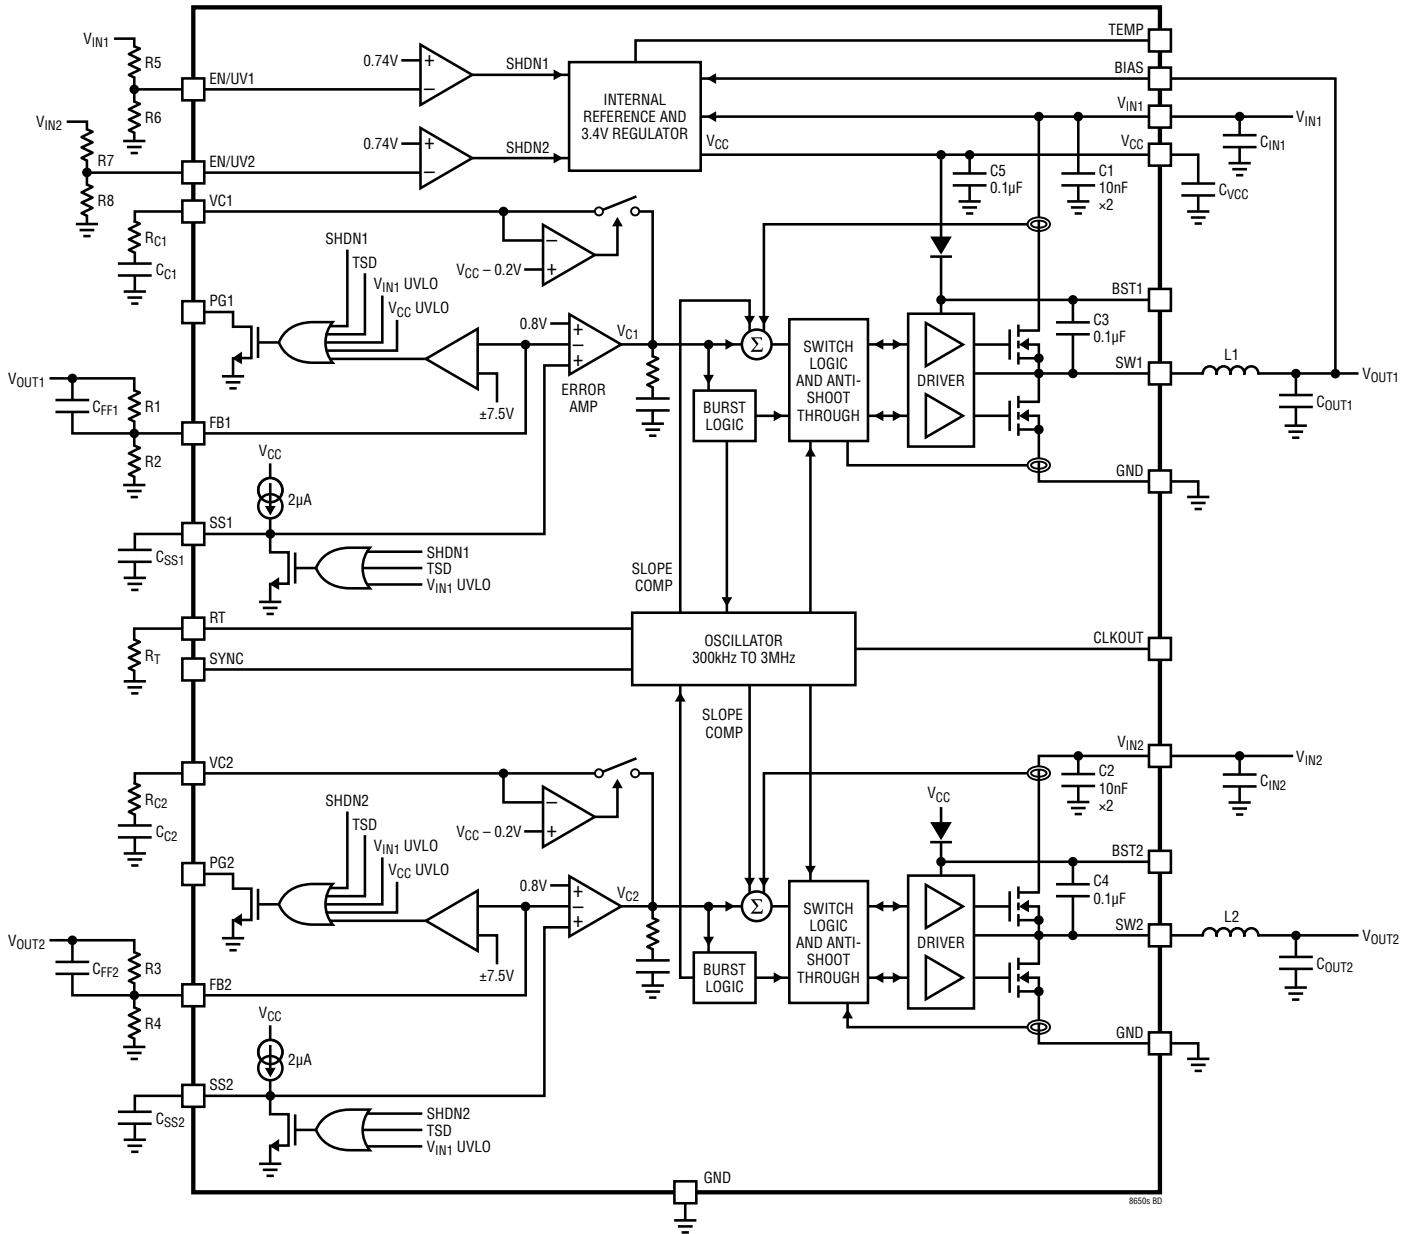 TEMP
VIN1
R5
0.74V
SHDN1
BIAS
EN/UV1
INTERNAL
REFERENCE AND
3.4V REGULATOR
VIN1
VIN1
R6
VIN2
CIN1
R7
0.74V
SHDN2
VCC
VCC
EN/UV2
C5
0.1µF
C1
10nF
×2
CVCC
R8
VC1
RC1
SHDN1
TSD
VCC – 0.2V
CC1
VIN1 UVLO
VCC UVLO
PG1
BST1
0.8V
VC1
C3
0.1µF
Σ
SWITCH
LOGIC
AND ANTI-
SHOOT
THROUGH
DRIVER
L1
SW1
VOUT1
VOUT1
ERROR
AMP
CFF1
R1
±7.5V
BURST
LOGIC
COUT1
FB1
R2
VCC
GND
2µA
SS1
CSS1
SHDN1
TSD
VIN1 UVLO
SLOPE
COMP
RT
RT
OSCILLATOR
300kHz TO 3MHz
CLKOUT
SYNC
SLOPE
COMP
VIN2
VIN2
VC2
RC2
SHDN2
TSD
C2
10nF
×2
CIN2
VCC
VCC – 0.2V
CC2
VIN1 UVLO
VCC UVLO
PG2
BST2
0.8V
VC2
C4
0.1µF
Σ
SWITCH
LOGIC
AND ANTI-
SHOOT
THROUGH
DRIVER
L2
SW2
VOUT2
VOUT2
CFF2
R3
±7.5V
BURST
LOGIC
COUT2
FB2
R4
VCC
GND
2µA
SS2
CSS2
SHDN2
TSD
VIN1 UVLO
GND
8650s BD